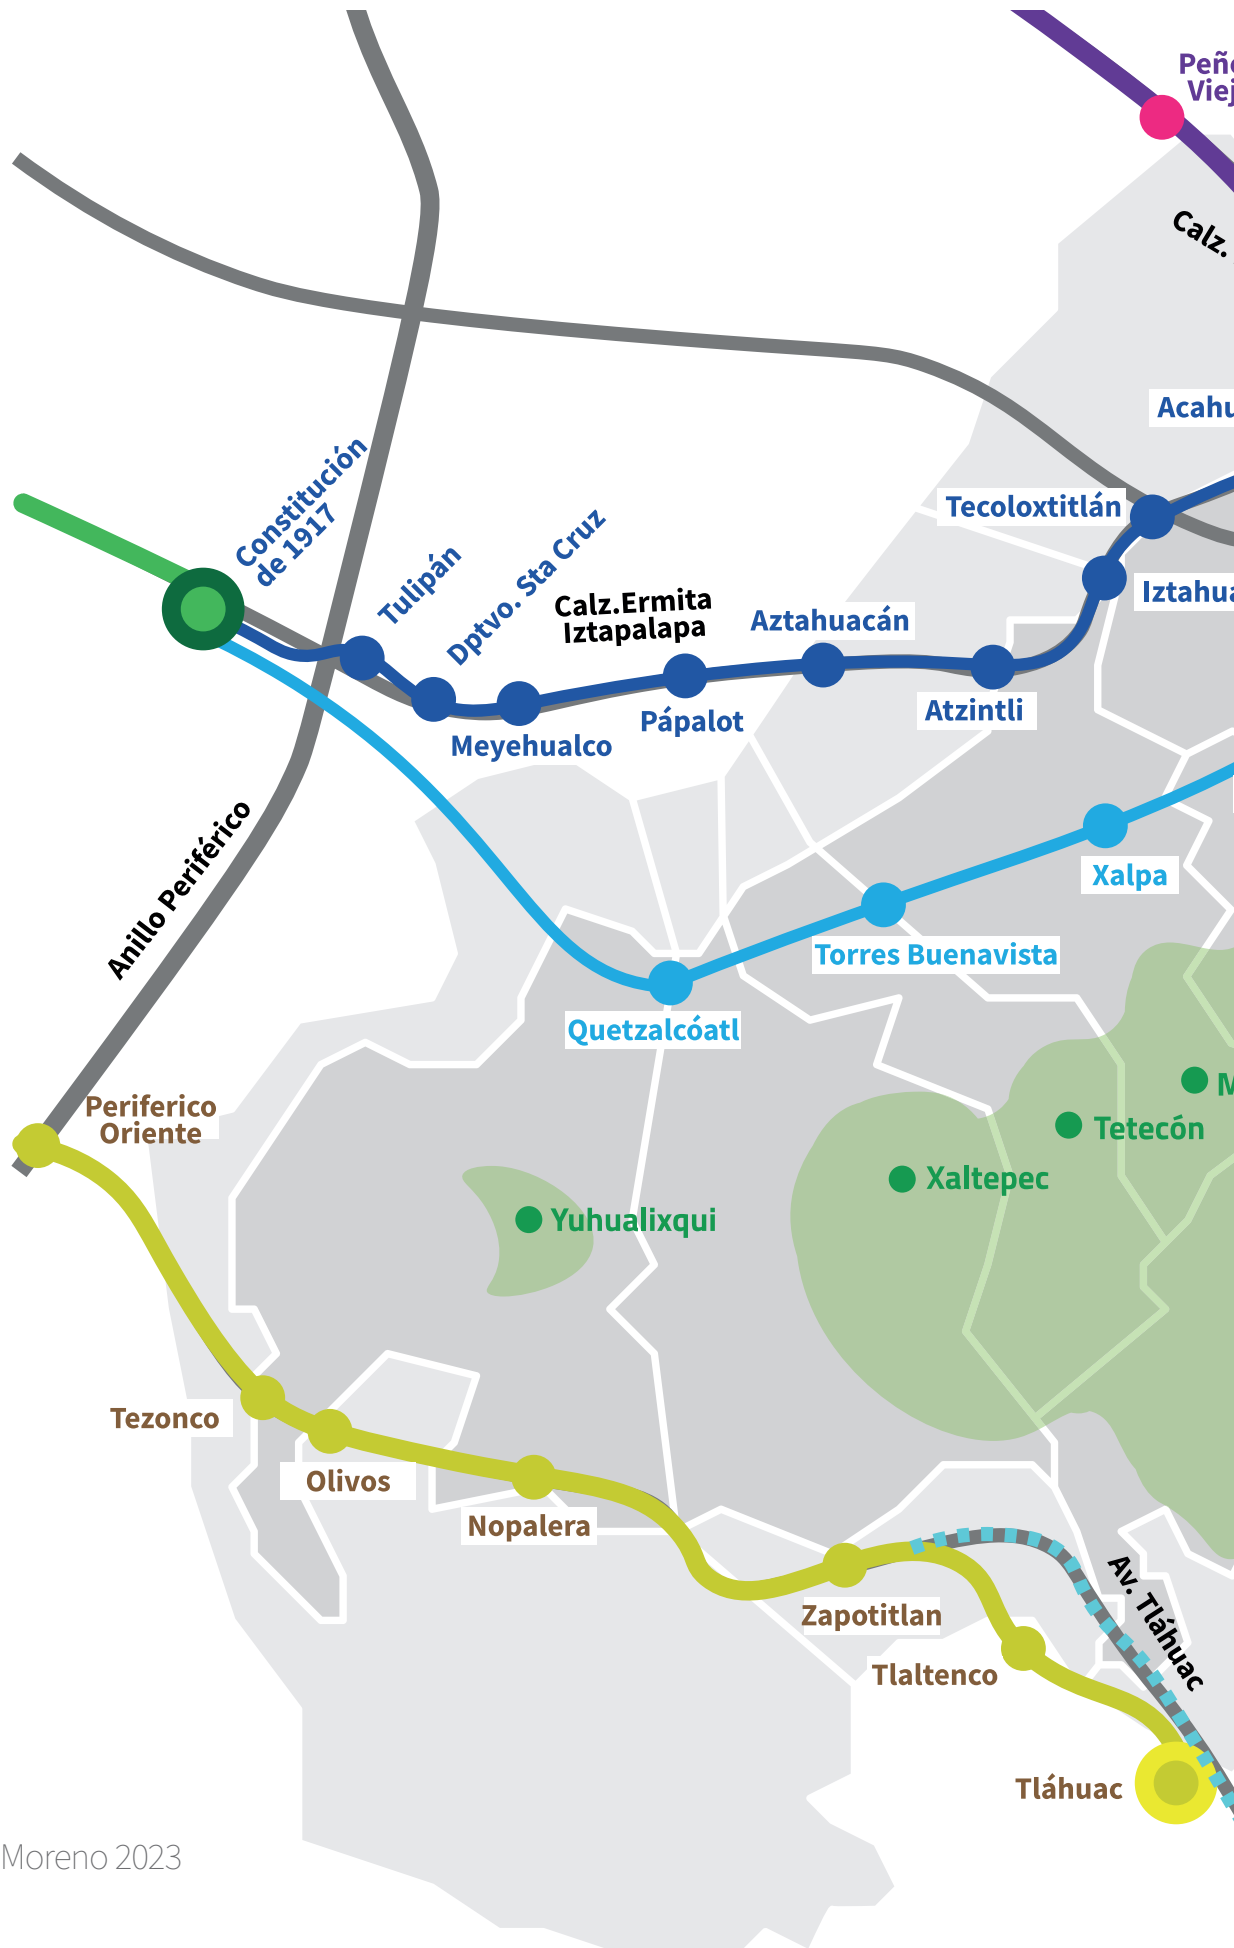 Calz.
Constitución
de 1917
Tulipán
Dptvo. Sta Cruz
Calz.Ermita
Iztapalapa
Aztahuacán
Tecoloxtitlán
Atzintli
Pápalot
Meyehualco
Xalpa
Torres Buenavista
Quetzalcóatl
Anillo Periférico
Periferico
Oriente
Tetecón
Xaltepec
Yuhualixqui
Tezonco
Olivos
Nopalera
Zapotitlan
Av. Tláhuac
Tlaltenco
Tláhuac
Moreno 2023